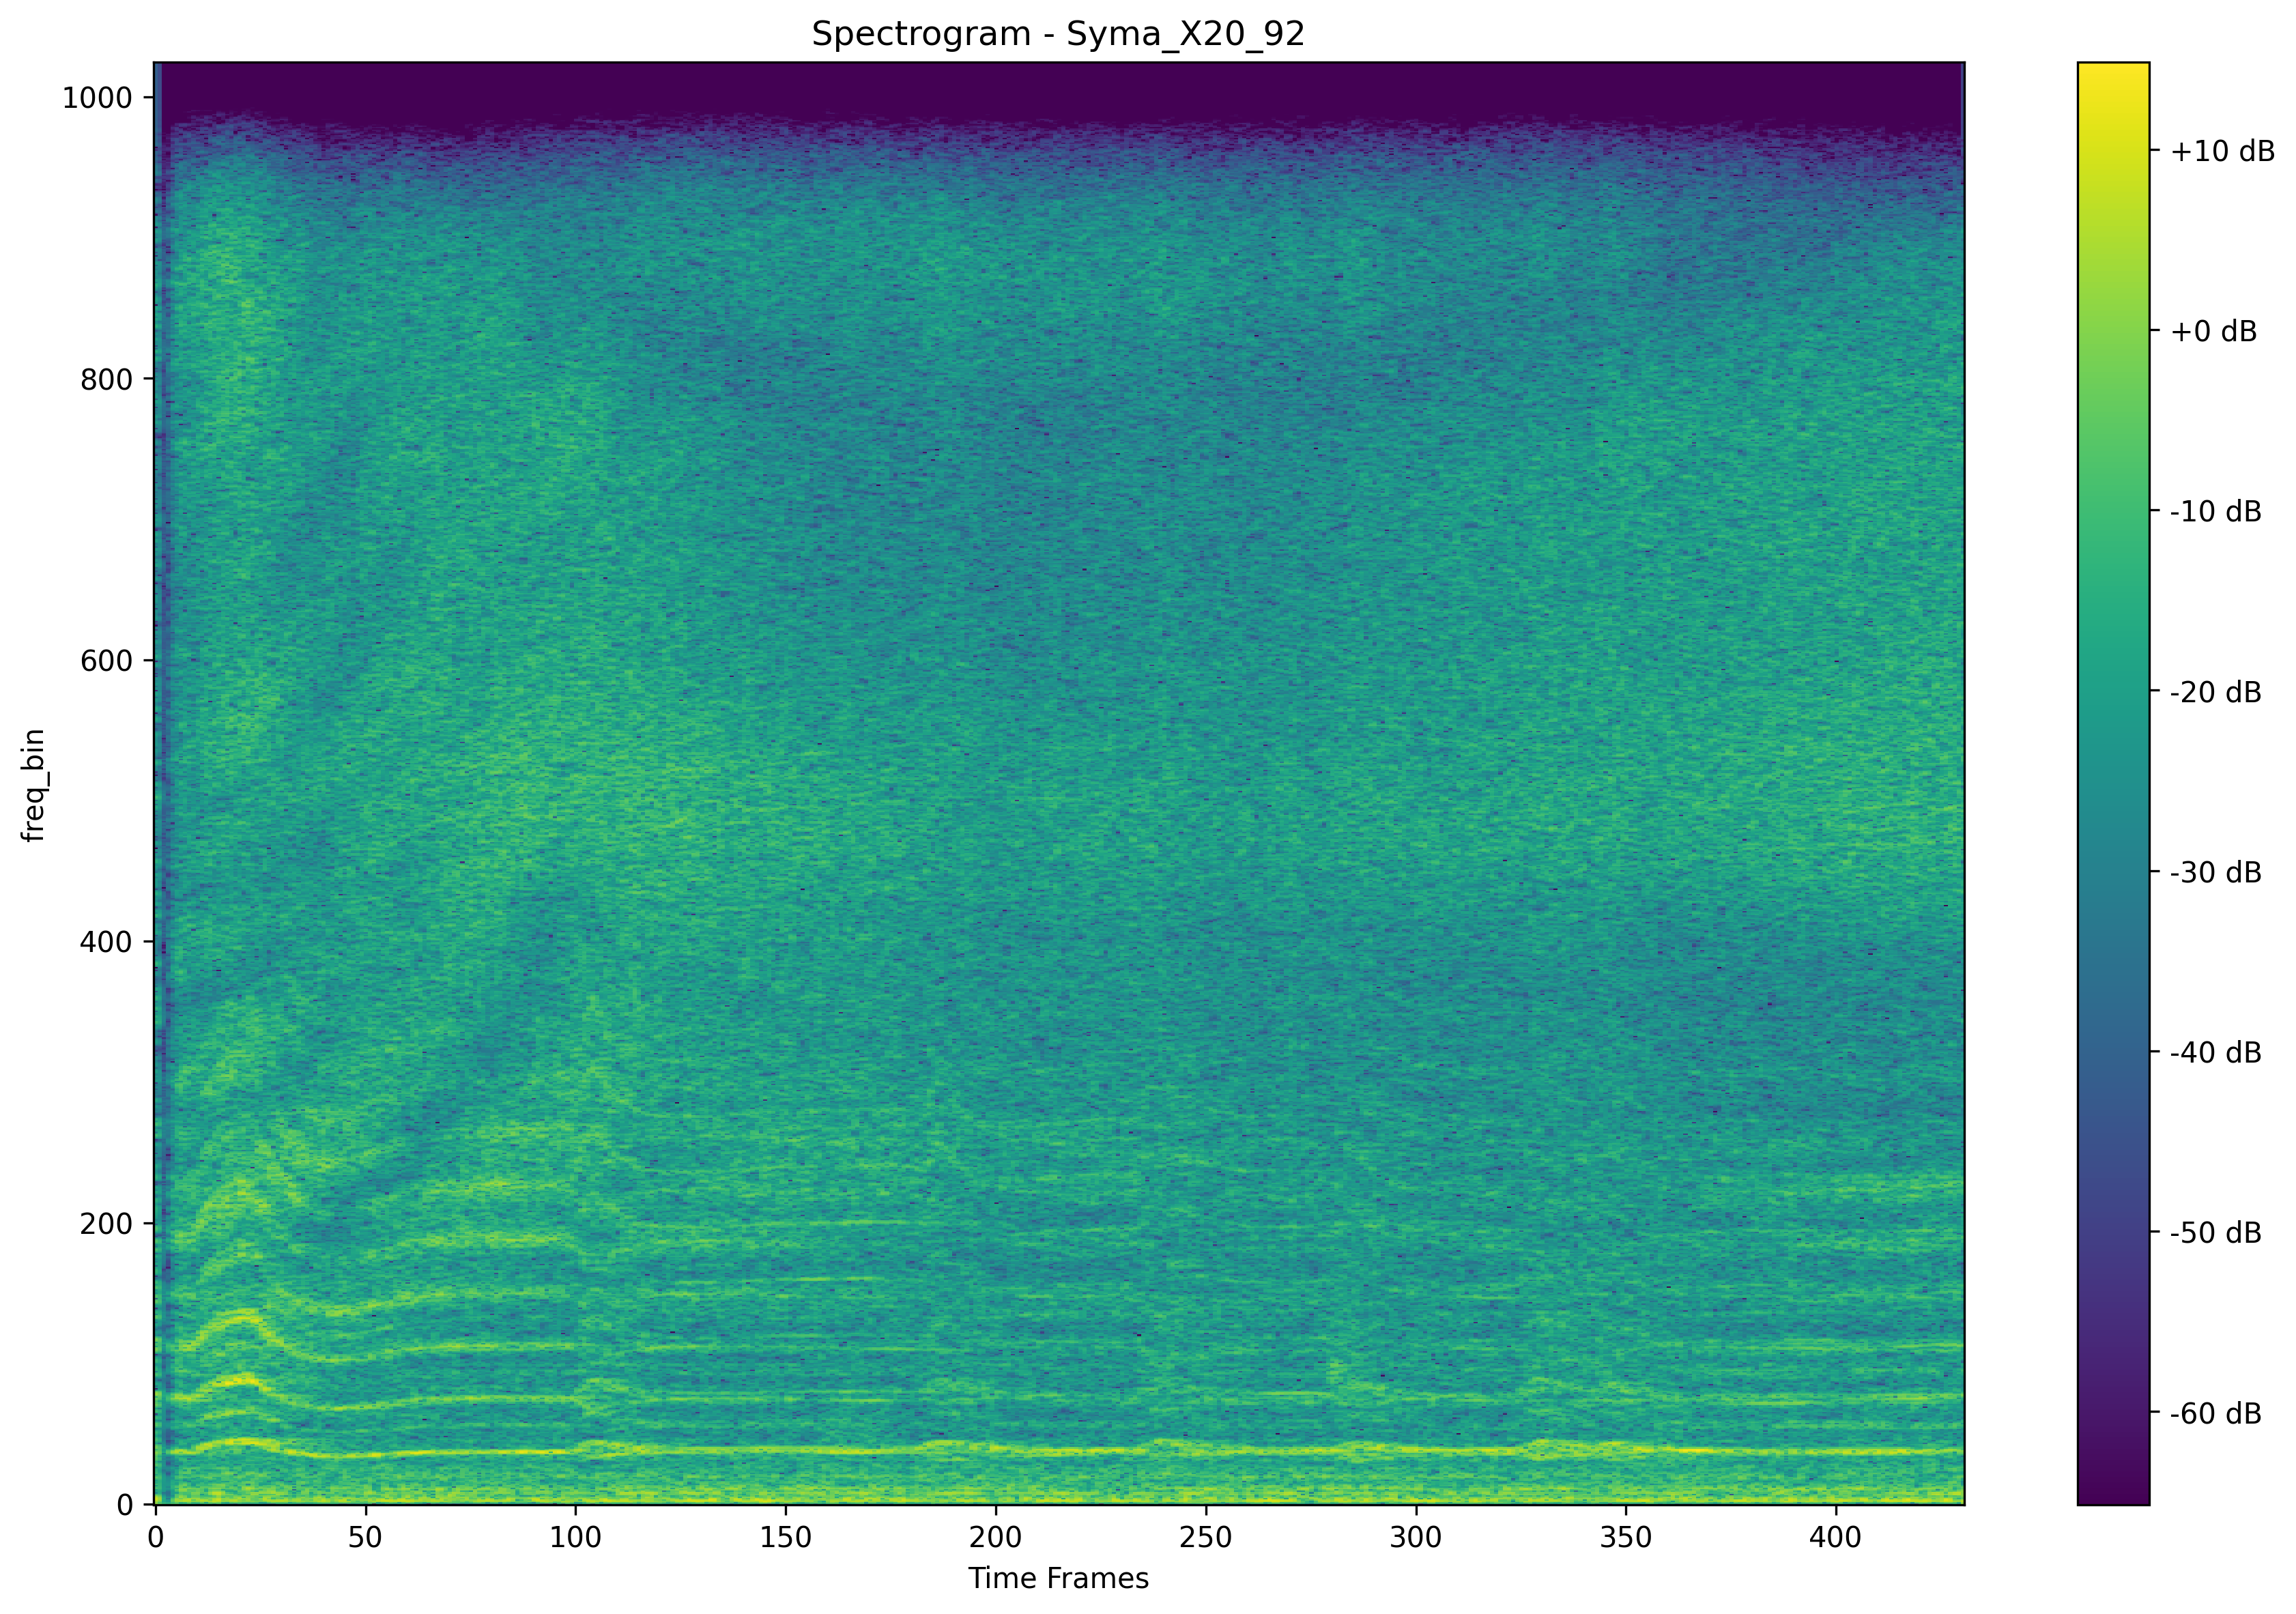 Spectrogram - Syma_X20_92
1000
800
600
400
200
0
freq_bin
0 50 100 150 200 250 300 350 400
Time Frames
+10 dB
+0 dB
-10 dB
-20 dB
-30 dB
-40 dB
-50 dB
-60 dB